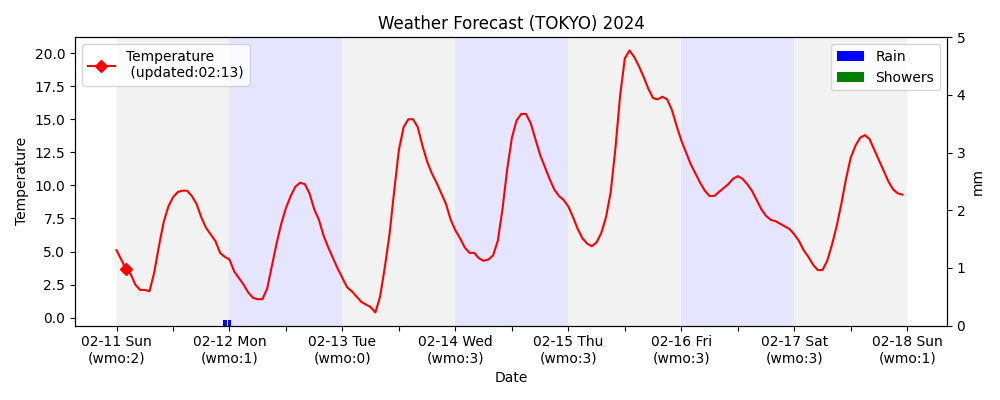 Weather Forecast (TOKYO) 2024
Temperature
(updated:02:13)
Rain
Showers
20.0
17.5
15.0
12.5
10.0
7.5
5.0
2.5
0.0
Temperature
5
4
3
2
1
0
mm
02-11 Sun 02-12 Mon 02-13 Tue 02-14 Wed 02-15 Thu 02-16 Fri 02-17 Sat 02-18 Sun
(wmo:2) (wmo:1) (wmo:0) (wmo:3) (wmo:3) (wmo:3) (wmo:3) (wmo:1)
Date